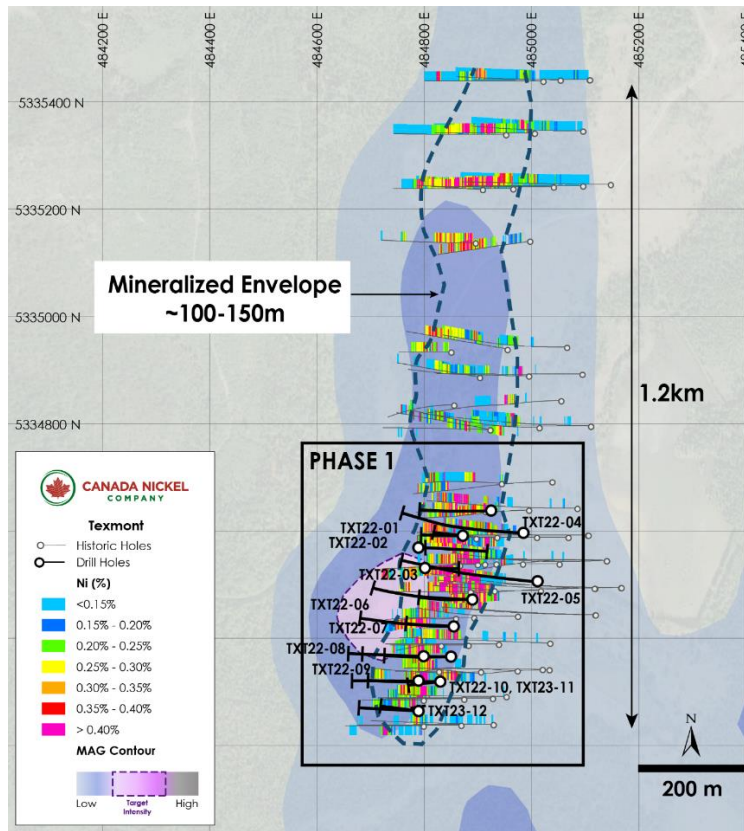 484200 E
484400 E
484600 E
484800 E
485000 E
485200 E
5335400 N
5335200 N
5335000 N
5334800 N
Mineralized Envelope
~100-150m
1.2km
PHASE 1
TXT22-01
TXT22-02
TXT22-03
TXT22-04
TXT22-05
TXT22-06
TXT22-07
TXT22-08
TXT22-09
TXT22-10, TXT23-11
TXT23-12
CANADA NICKEL
COMPANY
Texmont
Historic Holes
Drill Holes
Ni (%)
<0.15%
0.15% - 0.20%
0.20% - 0.25%
0.25% - 0.30%
0.30% - 0.35%
0.35% - 0.40%
> 0.40%
MAG Contour
Low
Target
Intensity
High
N
200 m